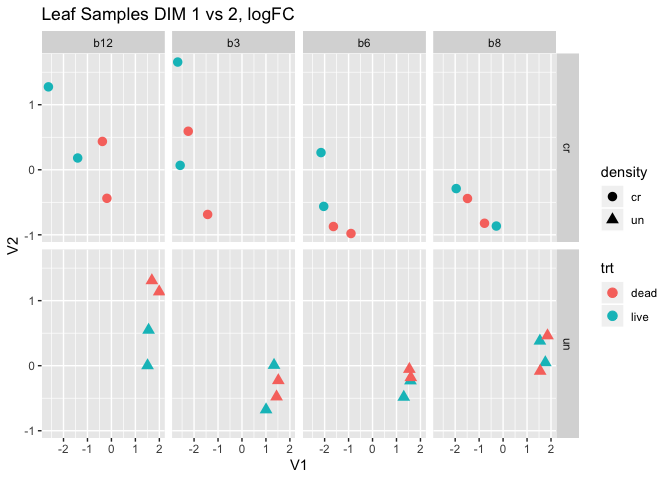 Leaf Samples DIM 1 vs 2, logFC
b12 b3 b6 b8
1
0
-1
cr
1
0
-1
un
V2
-2 -1 0 1 2 -2 -1 0 1 2 -2 -1 0 1 2 -2 -1 0 1 2
V1
density
cr
un
trt
dead
live